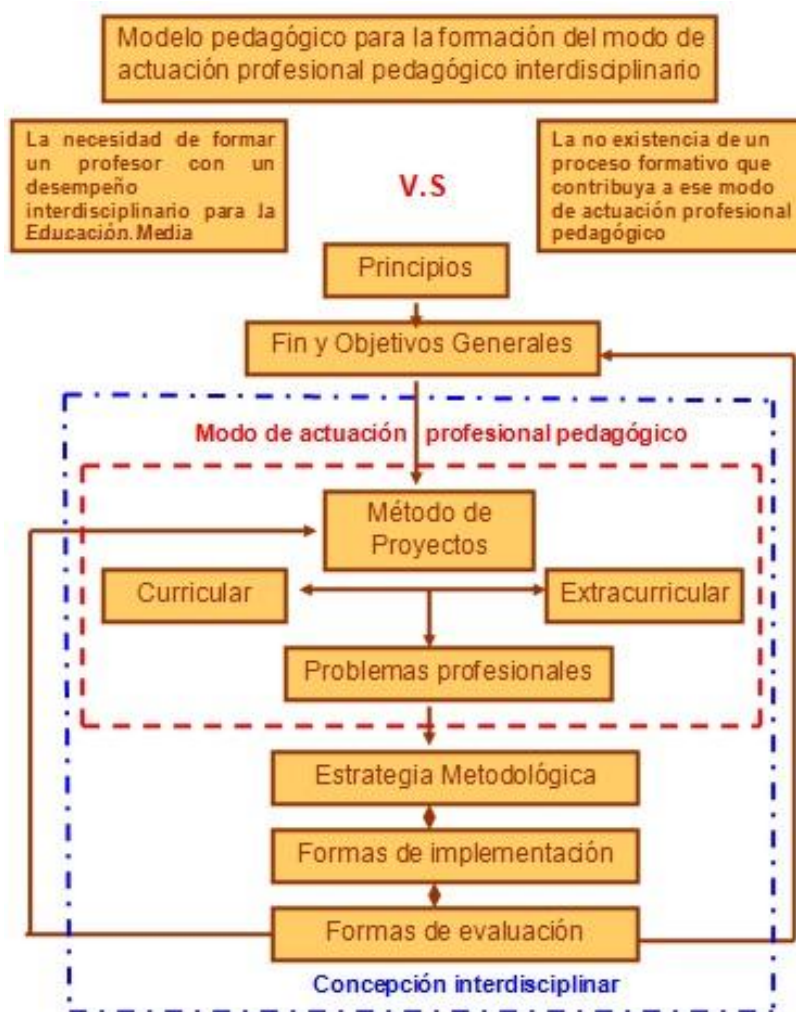 Modelo pedagógico para la formación del modo de
actuación profesional pedagógico interdisciplinario
La necesidad de formar
un profesor con un
desempeño
interdisciplinario para la
Educación Media
V.S
La no existencia de un
proceso formativo que
contribuya a ese modo
de actuación profesional
pedagógico
Principios
Fin y Objetivos Generales
Modo de actuación profesional pedagógico
Método de
Proyectos
Curricular
Extracurricular
Problemas profesionales
Estrategia Metodológica
Formas de implementación
Formas de evaluación
Concepción interdisciplinar